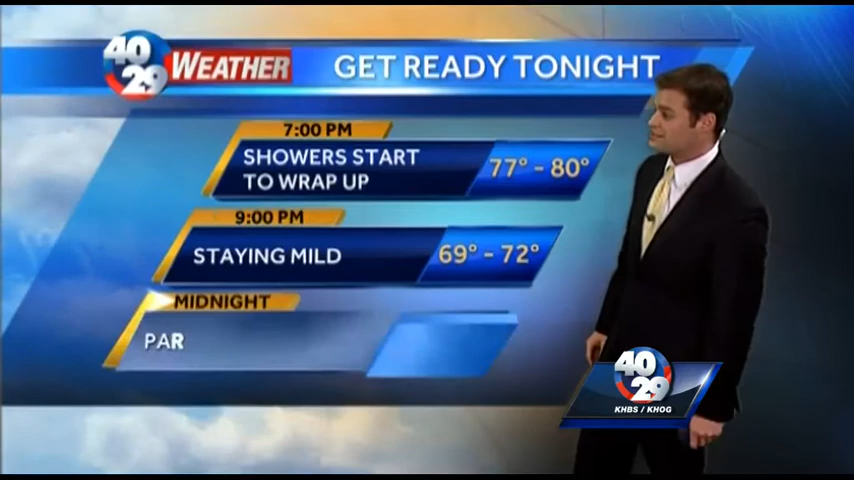 40
29
WEATHER
GET READY TONIGHT
7:00 PM
SHOWERS START
TO WRAP UP
77° - 80°
9:00 PM
STAYING MILD
69° - 72°
MIDNIGHT
PAR
40
29
KHBS / KHOG